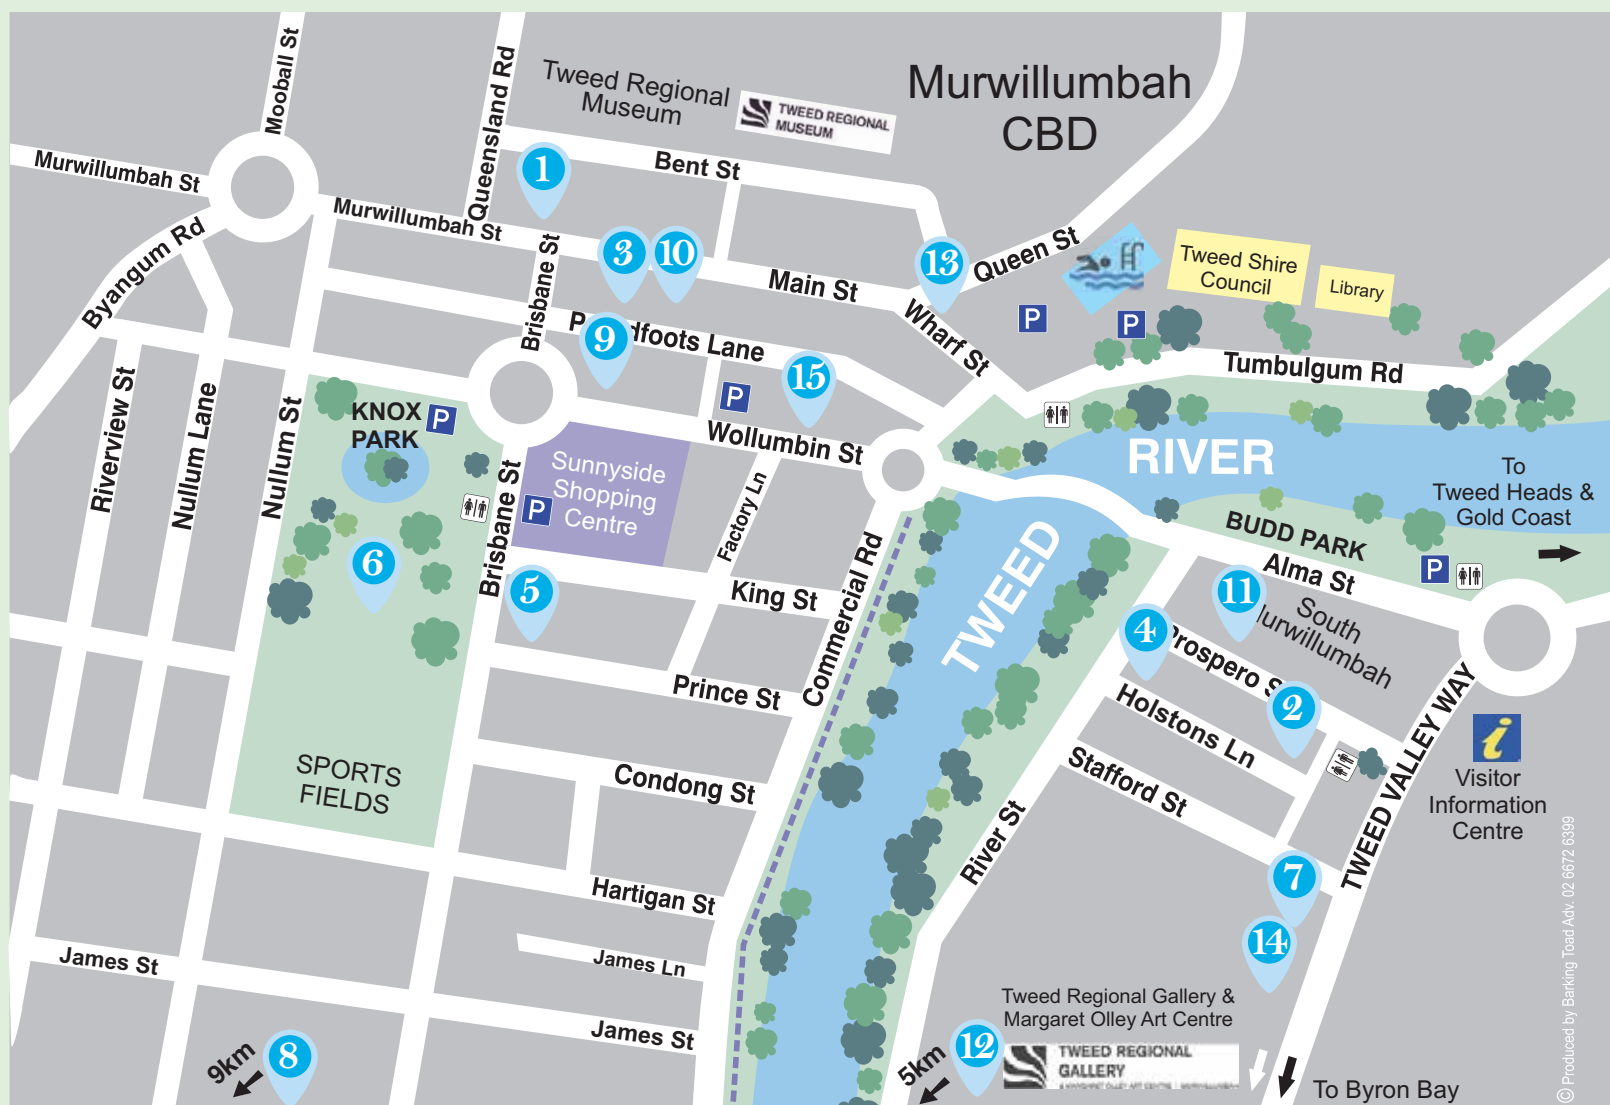 Murwillumbah
CBD
Mooball St
Queensland Rd
Tweed Regional
Museum
TWEED REGIONAL
MUSEUM
Murwillumbah St
1
Bent St
Murwillumbah St
Byangum Rd
Brisbane St
3
10
Main St
13
Queen St
Tweed Shire
Council
Library
P
P
Wharf St
9
dfoots Lane
15
P
Tumbulgum Rd
Riverview St
Nullum Lane
Nullum St
KNOX
PARK
P
Wollumbin St
RIVER
To
Tweed Heads &
Gold Coast
Sunnyside
Shopping
Centre
P
Brisbane St
Factory Ln
Commercial Rd
TWEED
BUDD PARK
Alma St
P
6
5
King St
11
South
urwillumbah
4
rospero S
2
Prince St
Holstons Ln
Stafford St
TWEED VALLEY WAY
i
Visitor
Information
Centre
SPORTS
FIELDS
Condong St
River St
Hartigan St
7
14
James St
James Ln
James St
9km
8
Tweed Regional Gallery &
Margaret Olley Art Centre
5km
12
TWEED REGIONAL
GALLERY
To Byron Bay
© Produced by Barking Toad Adv. 02 6672 6399